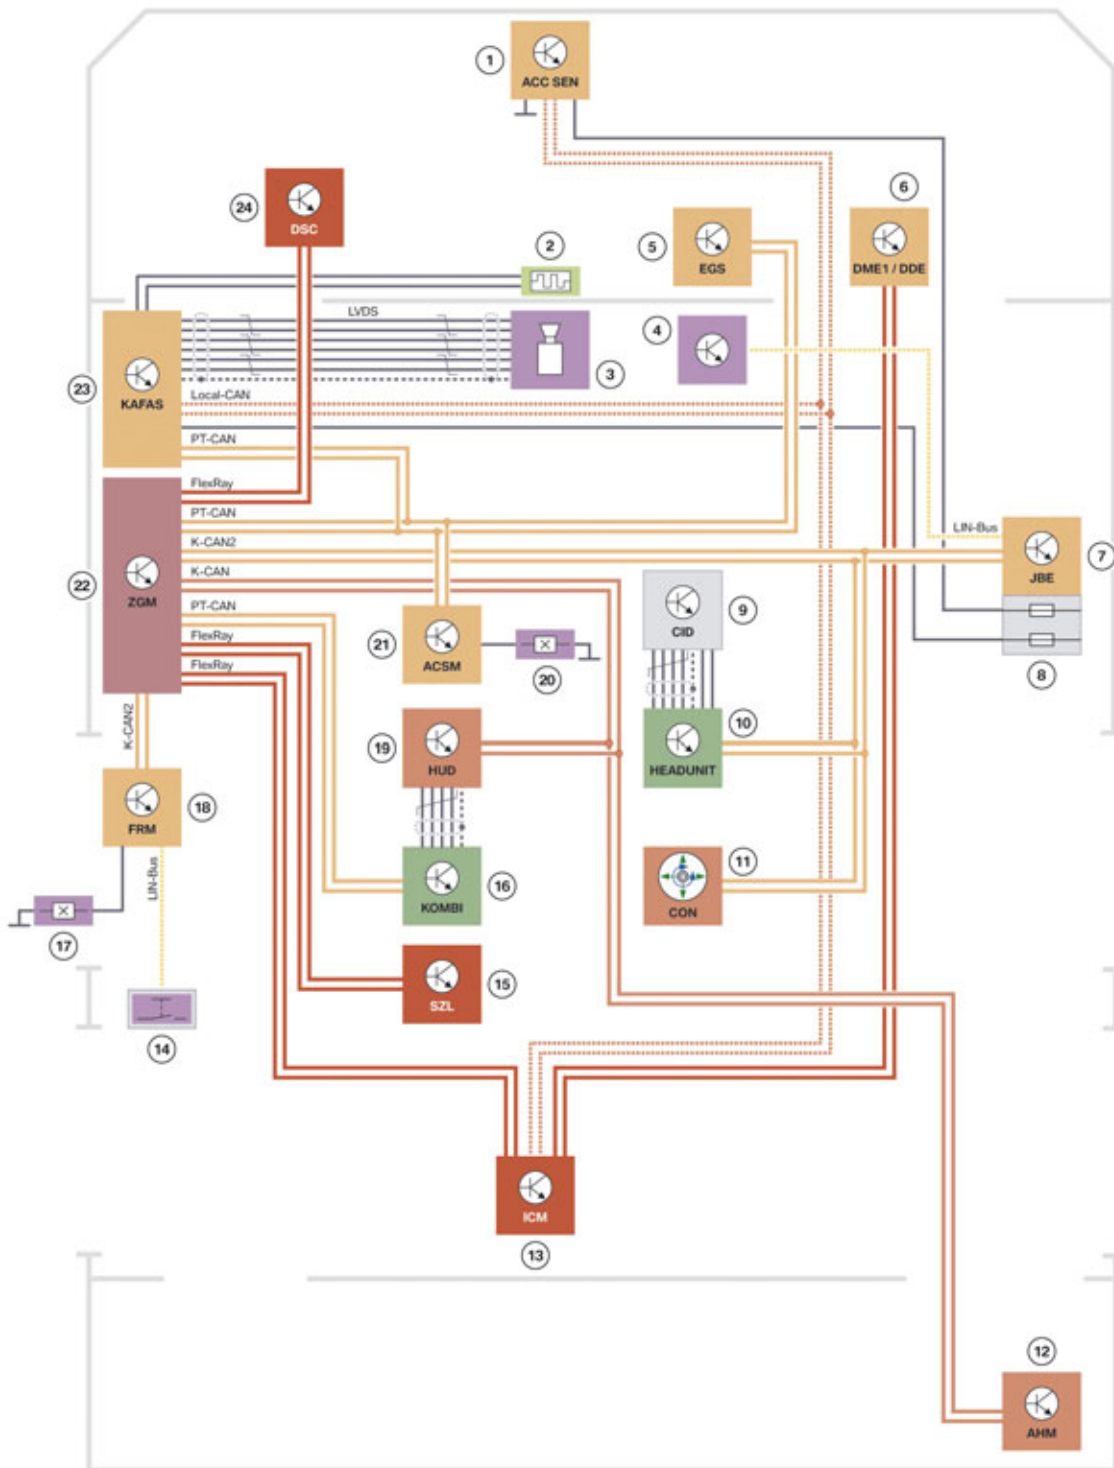 1
ACC SEN
24
DSC
2
5
EGS
6
DME1 / DDE
LVDS
3
4
23
KAFAS
Local-CAN
PT-CAN
FlexRay
PT-CAN
K-CAN2
K-CAN
PT-CAN
FlexRay
FlexRay
22
ZGM
LIN-Bus
7
JBE
8
9
CID
21
ACSM
20
10
HEADUNIT
19
HUD
K-CAN2
18
FRM
LIN-Bus
17
16
KOMBI
11
CON
15
SZL
14
ICM
13
12
AHM